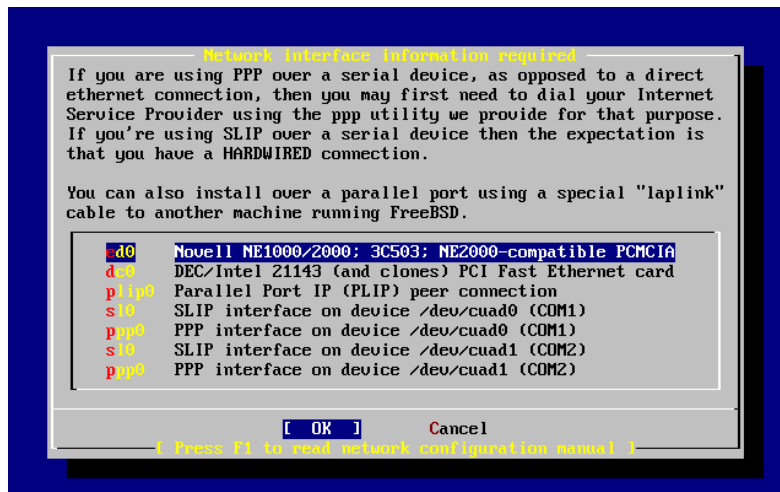 Network interface information required
If you are using PPP over a serial device, as opposed to a direct
ethernet connection, then you may first need to dial your Internet
Service Provider using the ppp utility we provide for that purpose.
If you're using SLIP over a serial device then the expectation is
that you have a HARDWIRED connection.
You can also install over a parallel port using a special "laplink"
cable to another machine running FreeBSD.
ed0 Novell NE1000/2000; 3C503; NE2000-compatible PCMCIA
dc0 DEC/Intel 21143 (and clones) PCI Fast Ethernet card
plip0 Parallel Port IP (PLIP) peer connection
sl0 SLIP interface on device /dev/cuad0 (COM1)
ppp0 PPP interface on device /dev/cuad0 (COM1)
sl0 SLIP interface on device /dev/cuad1 (COM2)
ppp0 PPP interface on device /dev/cuad1 (COM2)
[ OK ] Cancel
[ Press F1 to read network configuration manual ]